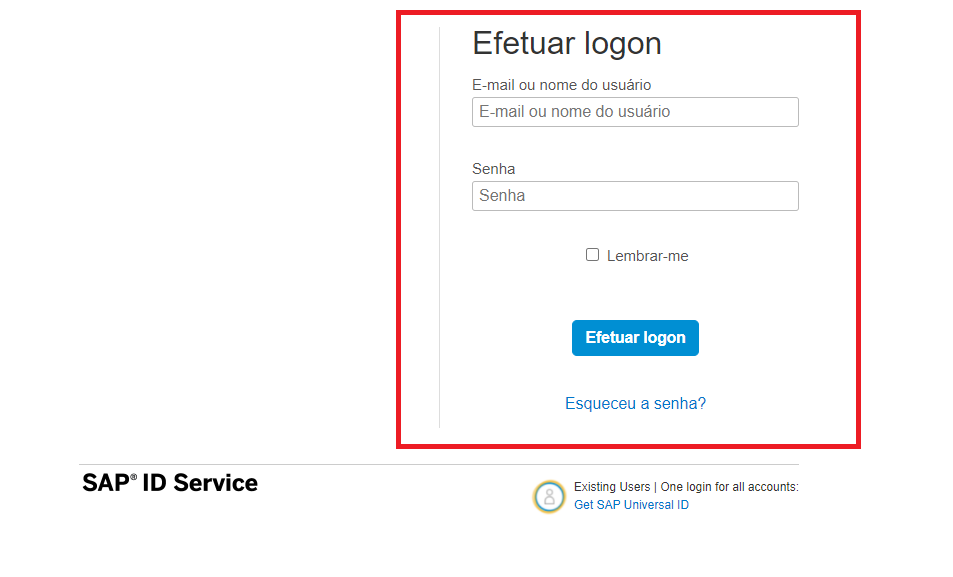 Efetuar logon
E-mail ou nome do usuário
E-mail ou nome do usuário
Senha
Senha
Lembrar-me
Efetuar logon
Esqueceu a senha?
SAP® ID Service
Existing Users | One login for all accounts:
Get SAP Universal ID